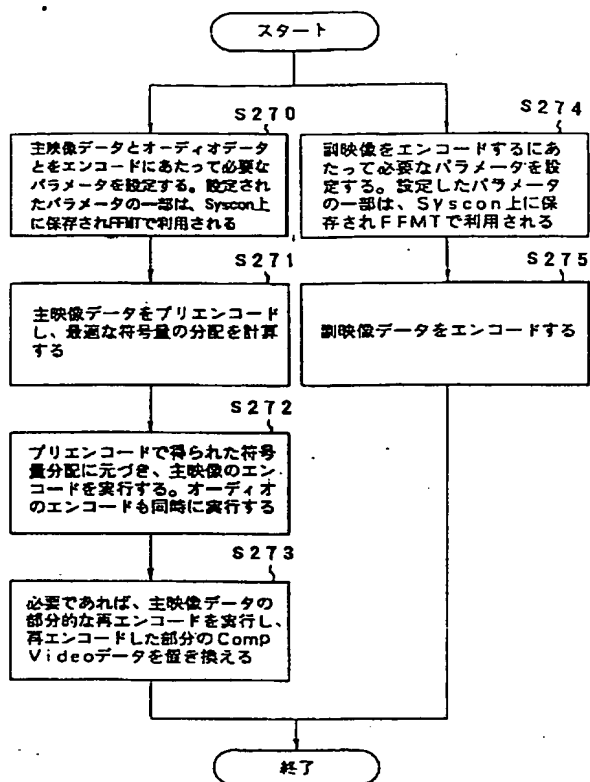 スタート
S270
主映像データとオーディオデータ
とをエンコードにあたって必要な
パラメータを設定する。設定され
たパラメータの一部は、Syscon上
に保存されFFMTで利用される
S271
主映像データをプリエンコード
し、最適な符号量の分配を計算
する
S272
プリエンコードで得られた符号
量分配に元づき、主映像のエン
コードを実行する。オーディオ
のエンコードも同時に実行する
S273
必要であれば、主映像データの
部分的な再エンコードを実行し、
再エンコードした部分のComp
Videoデータを置き換える
S274
副映像をエンコードするにあ
たって必要なパラメータを設
定する。設定したパラメータ
の一部は、Syscon上に保
存されFFMTで利用される
S275
副映像データをエンコードする
終了